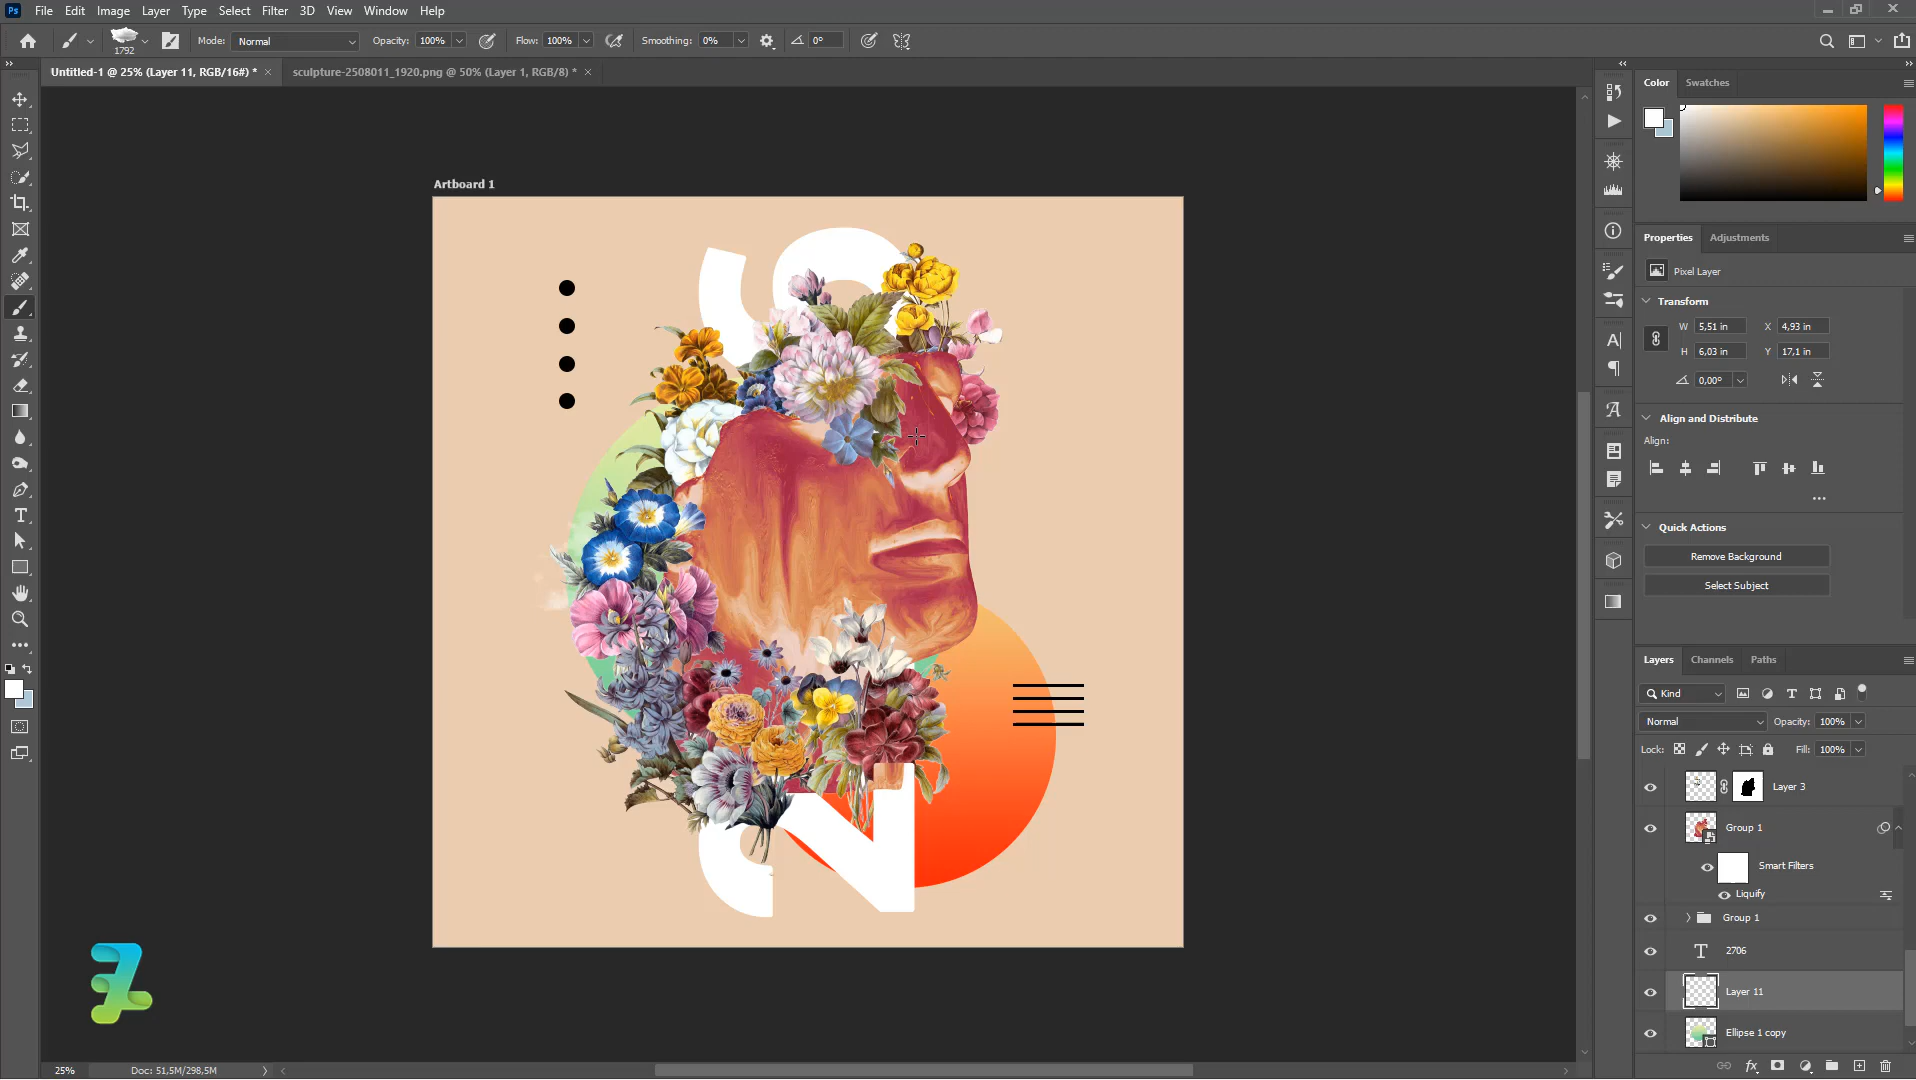 Ps File Edit Image Layer Type Select Filter 3D View Window Help
1792 Mode: Normal Opacity: 100% Flow: 100% Smoothing: 0% 0°
Untitled-1 @ 25% (Layer 11, RGB/16#) * × sculpture-2508011_1920.png @ 50% (Layer 1, RGB/8) * ×
Color Swatches
Artboard 1
Properties Adjustments
Pixel Layer
Transform
W 5,51 in X 4,93 in
H 6,03 in Y 17,1 in
0,00°
Align and Distribute
Align:
Quick Actions
Remove Background
Select Subject
Layers Channels Paths
Kind
Normal Opacity: 100%
Lock: Fill: 100%
Layer 3
Group 1
Smart Filters
Liquify
Group 1
2706
Layer 11
Ellipse 1 copy
25% Doc: 51,5M/298,5M